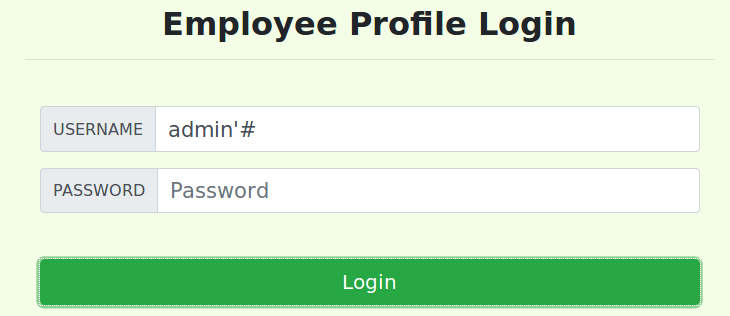 Employee Profile Login
USERNAME admin'#
PASSWORD Password
Login